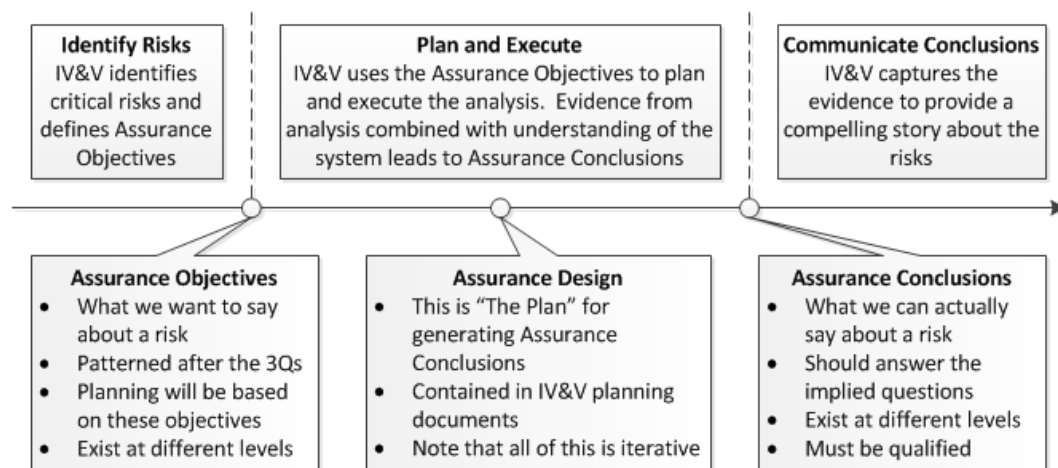 Identify Risks
IV&V identifies
critical risks and
defines Assurance
Objectives
Plan and Execute
IV&V uses the Assurance Objectives to plan
and execute the analysis.  Evidence from
analysis combined with understanding of the
system leads to Assurance Conclusions
Communicate Conclusions
IV&V captures the
evidence to provide a
compelling story about the
risks
Assurance Objectives
• What we want to say
about a risk
• Patterned after the 3Qs
• Planning will be based
on these objectives
• Exist at different levels
Assurance Design
• This is “The Plan” for
generating Assurance
Conclusions
• Contained in IV&V planning
documents
• Note that all of this is iterative
Assurance Conclusions
• What we can actually
say about a risk
• Should answer the
implied questions
• Exist at different levels
• Must be qualified